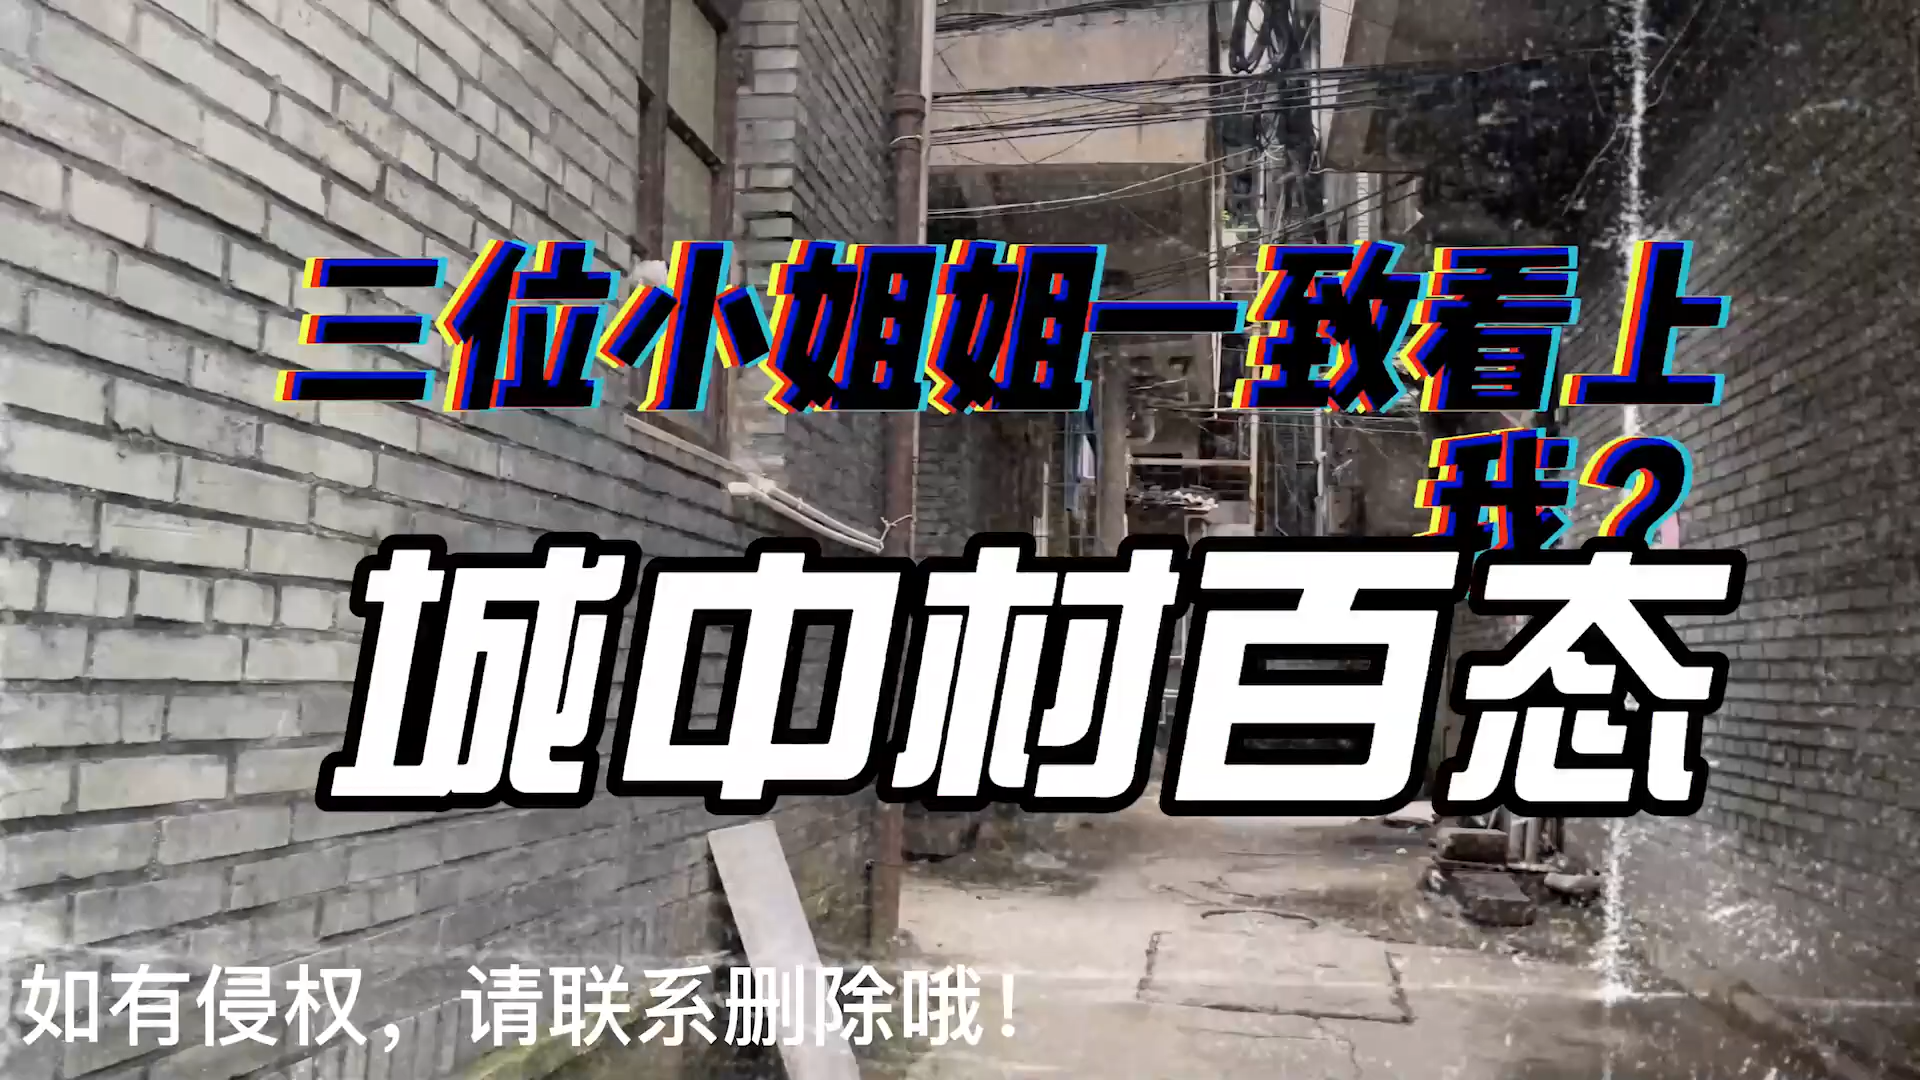 三位小姐姐一致看上
我？
城中村百态
如有侵权，请联系删除哦！